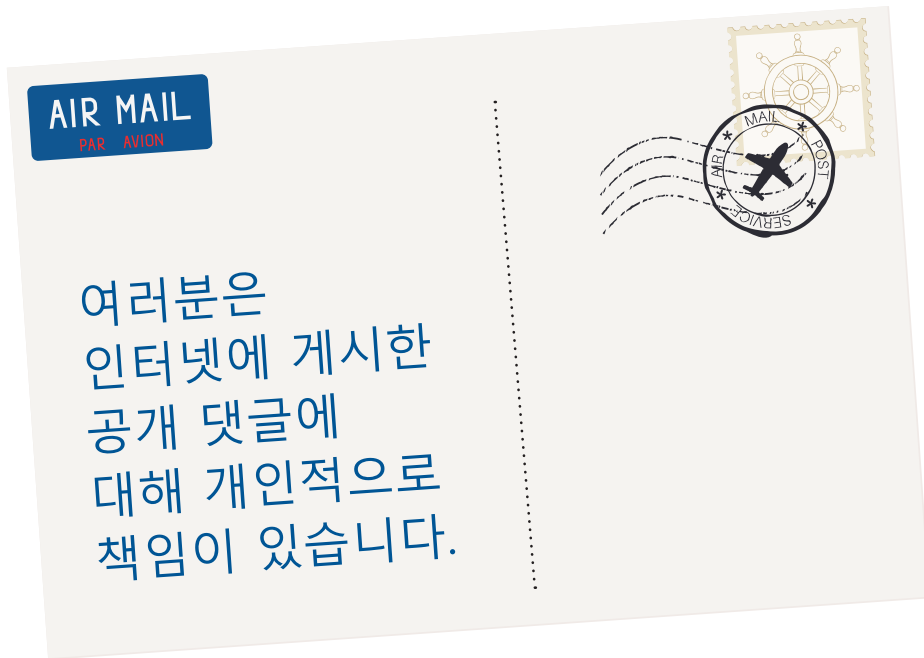 AIR MAIL
PAR AVION
AIR MAIL POST
SERVICE
여러분은
인터넷에 게시한
공개 댓글에
대해 개인적으로
책임이 있습니다.